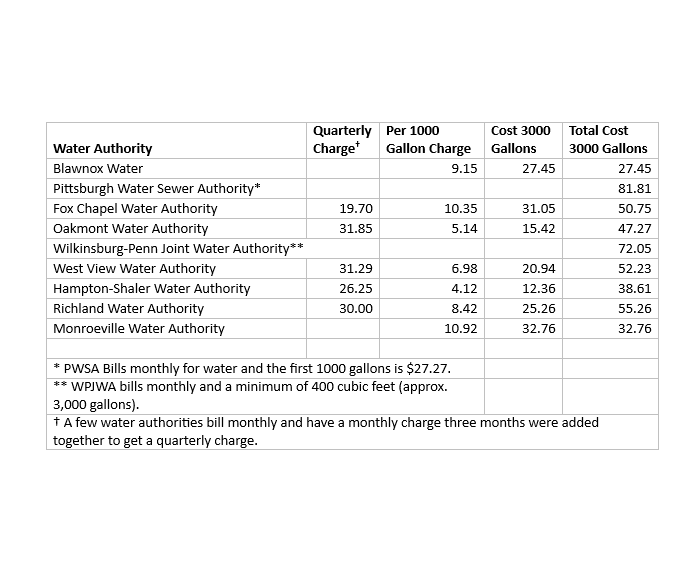 Water Authority Quarterly Charge† Per 1000 Gallon Charge Cost 3000 Gallons Total Cost 3000 Gallons
Blawnox Water 9.15 27.45 27.45
Pittsburgh Water Sewer Authority* 81.81
Fox Chapel Water Authority 19.70 10.35 31.05 50.75
Oakmont Water Authority 31.85 5.14 15.42 47.27
Wilkinsburg-Penn Joint Water Authority** 72.05
West View Water Authority 31.29 6.98 20.94 52.23
Hampton-Shaler Water Authority 26.25 4.12 12.36 38.61
Richland Water Authority 30.00 8.42 25.26 55.26
Monroeville Water Authority 10.92 32.76 32.76
* PWSA Bills monthly for water and the first 1000 gallons is $27.27.
** WPJWA bills monthly and a minimum of 400 cubic feet (approx.
3,000 gallons).
† A few water authorities bill monthly and have a monthly charge three months were added
together to get a quarterly charge.